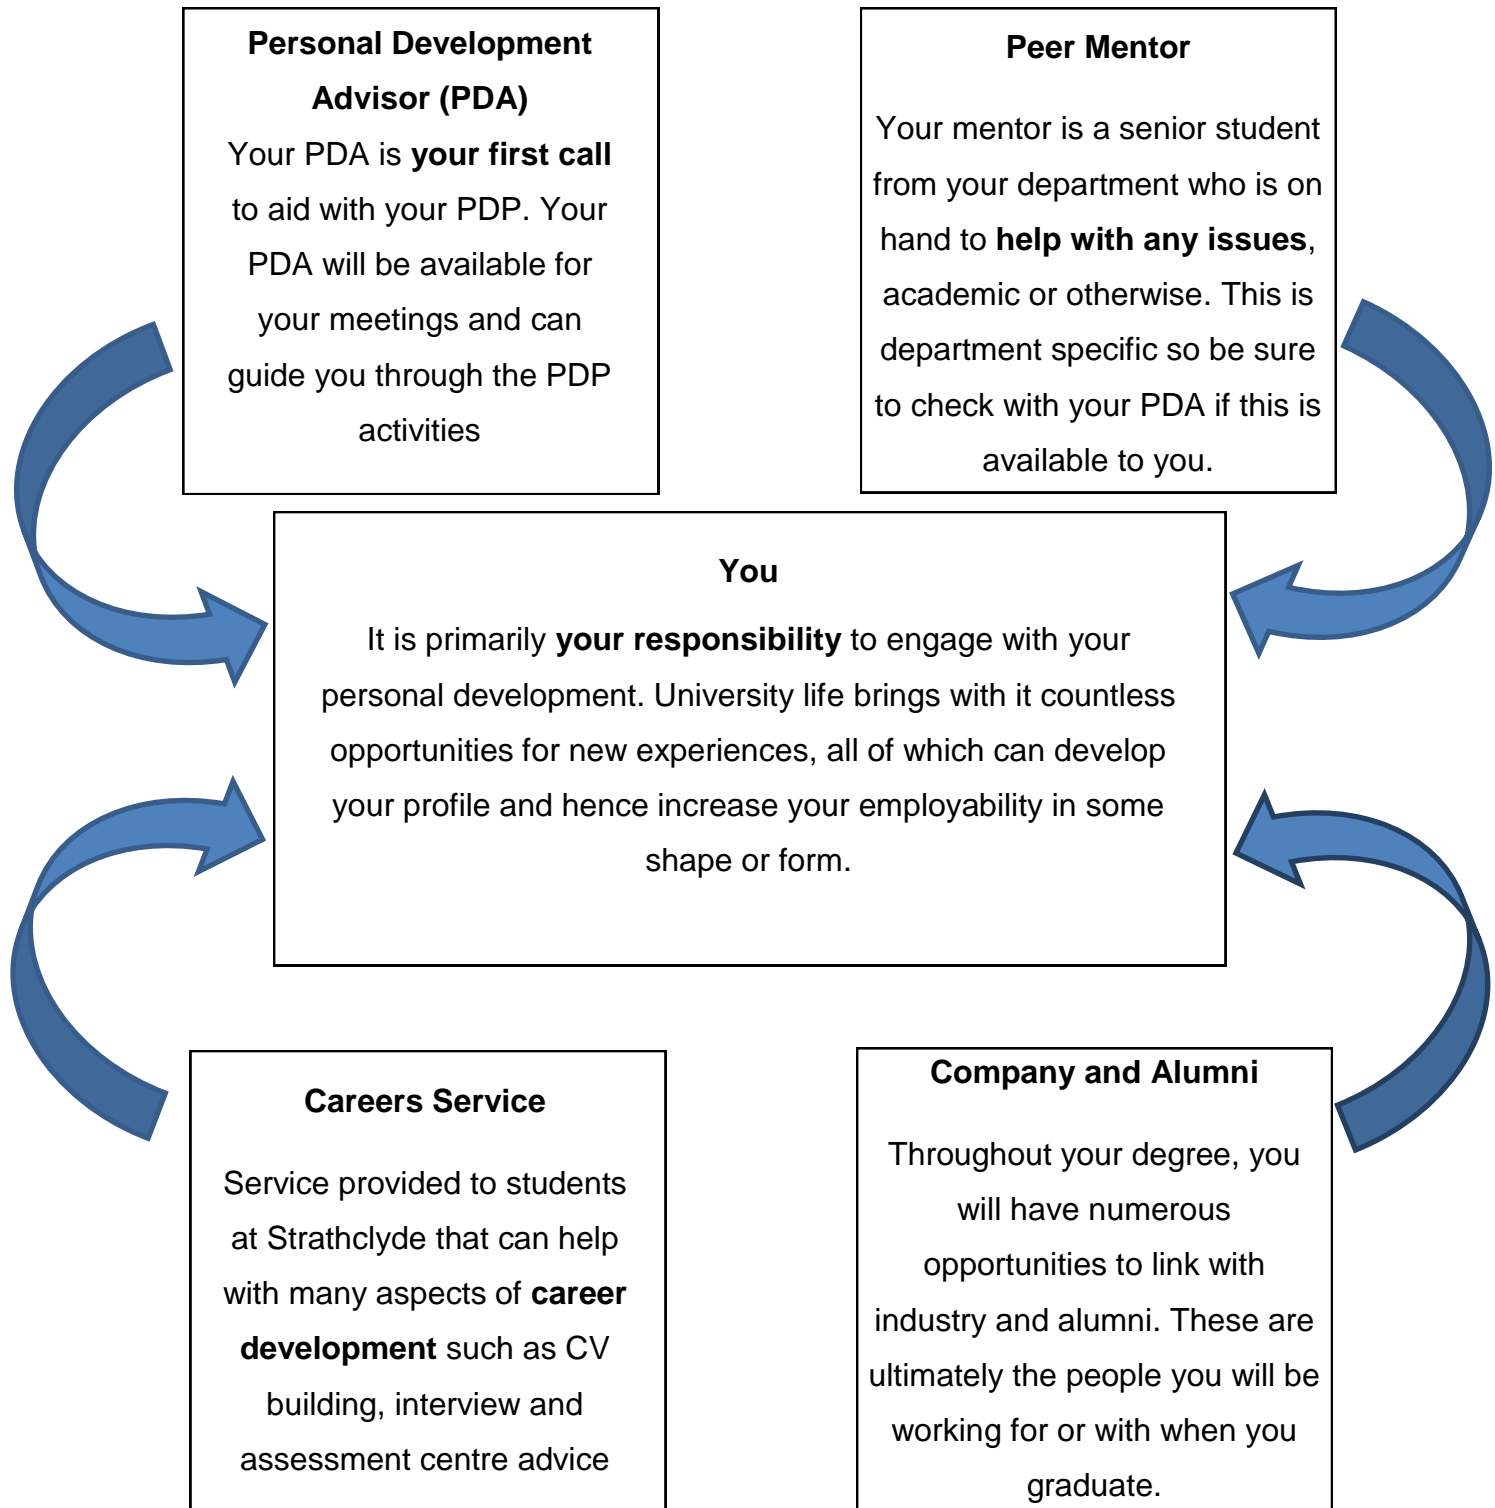 Personal Development
Advisor (PDA)
Your PDA is your first call
to aid with your PDP. Your
PDA will be available for
your meetings and can
guide you through the PDP
activities
Peer Mentor
Your mentor is a senior student
from your department who is on
hand to help with any issues,
academic or otherwise. This is
department specific so be sure
to check with your PDA if this is
available to you.
You
It is primarily your responsibility to engage with your
personal development. University life brings with it countless
opportunities for new experiences, all of which can develop
your profile and hence increase your employability in some
shape or form.
Careers Service
Service provided to students
at Strathclyde that can help
with many aspects of career
development such as CV
building, interview and
assessment centre advice
Company and Alumni
Throughout your degree, you
will have numerous
opportunities to link with
industry and alumni. These are
ultimately the people you will be
working for or with when you
graduate.